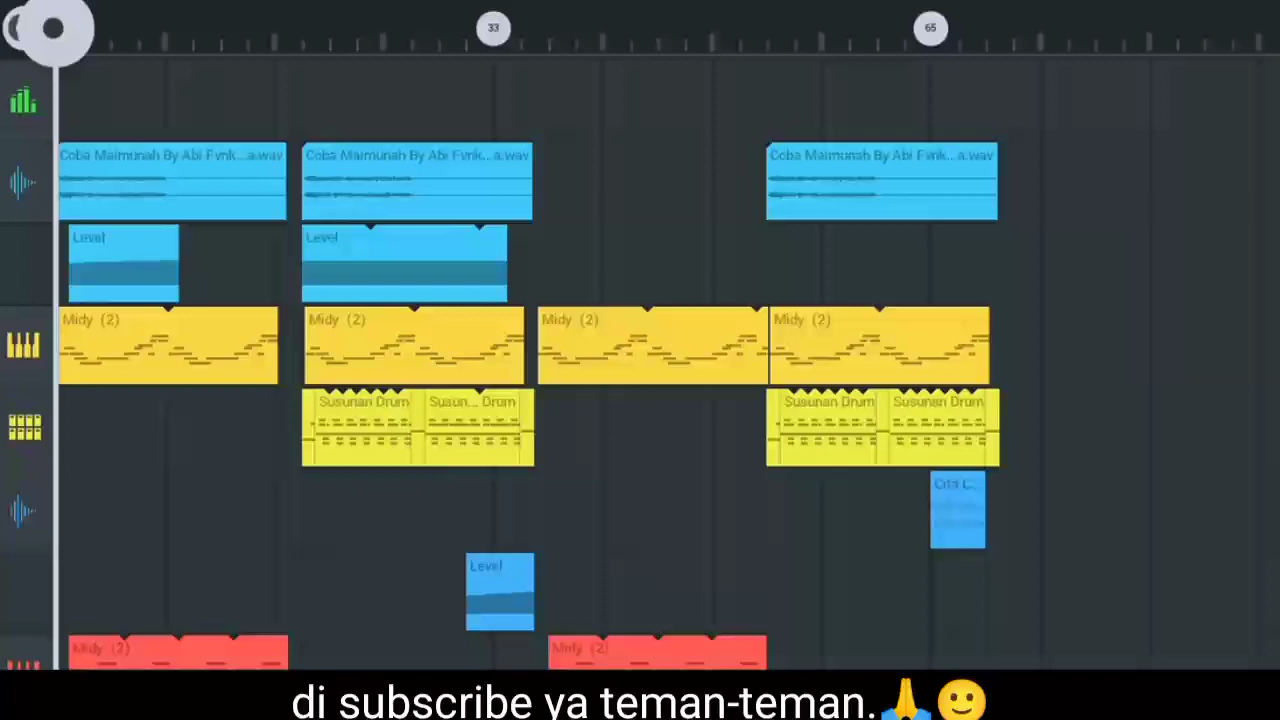 33
65
Coba Maimunah By Abi Fvnk...a.wav
Coba Maimunah By Abi Fvnk...a.wav
Coba Maimunah By Abi Fvnk...a.wav
Level
Level
Midy (2)
Midy (2)
Midy (2)
Midy (2)
Susunan Drum
Susun... Drum
Susunan Drum
Susunan Drum
Level
Midy (2)
Midy (2)
di subscribe ya teman-teman.🙏🙂